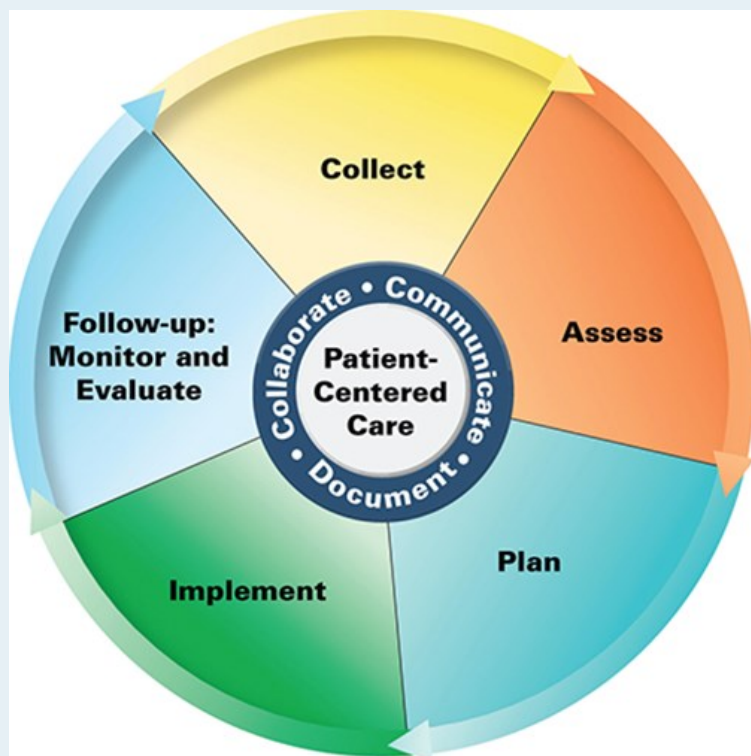 Collect
Assess
Plan
Implement
Follow-up:
Monitor and
Evaluate
Collaborate • Communicate • Document •
Patient-
Centered
Care